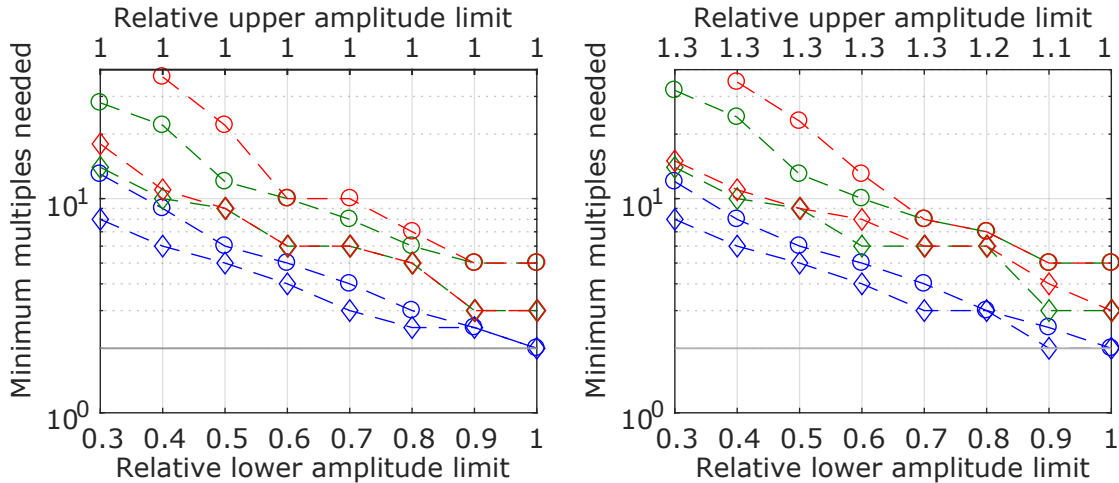 Relative upper amplitude limit
1 1 1 1 1 1 1 1
Minimum multiples needed
10^1
10^0
0.3 0.4 0.5 0.6 0.7 0.8 0.9 1
Relative lower amplitude limit
Relative upper amplitude limit
1.3 1.3 1.3 1.3 1.3 1.2 1.1 1
Minimum multiples needed
10^1
10^0
0.3 0.4 0.5 0.6 0.7 0.8 0.9 1
Relative lower amplitude limit